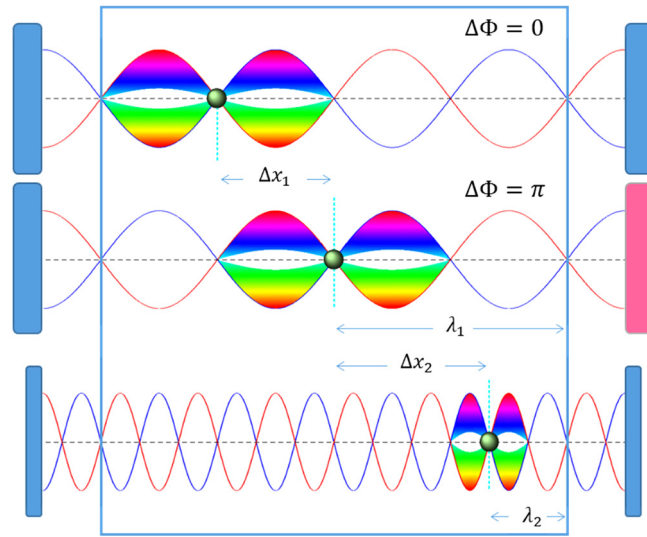 ΔΦ = 0
Δx₁
ΔΦ = π
λ₁
Δx₂
λ₂